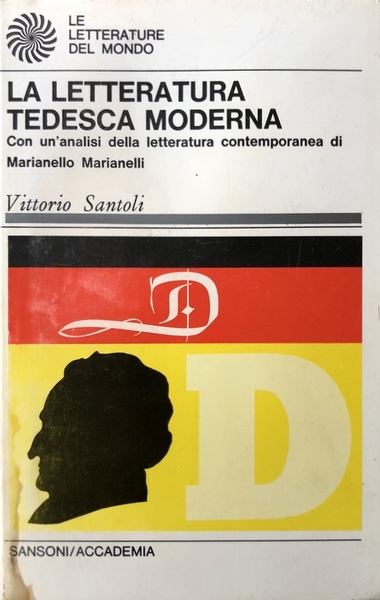 LE
LETTERATURE
DEL MONDO
LA LETTERATURA
TEDESCA MODERNA
Con un'analisi della letteratura contemporanea di
Marianello Marianelli
Vittorio Santoli
D
D
SANSONI/ACCADEMIA